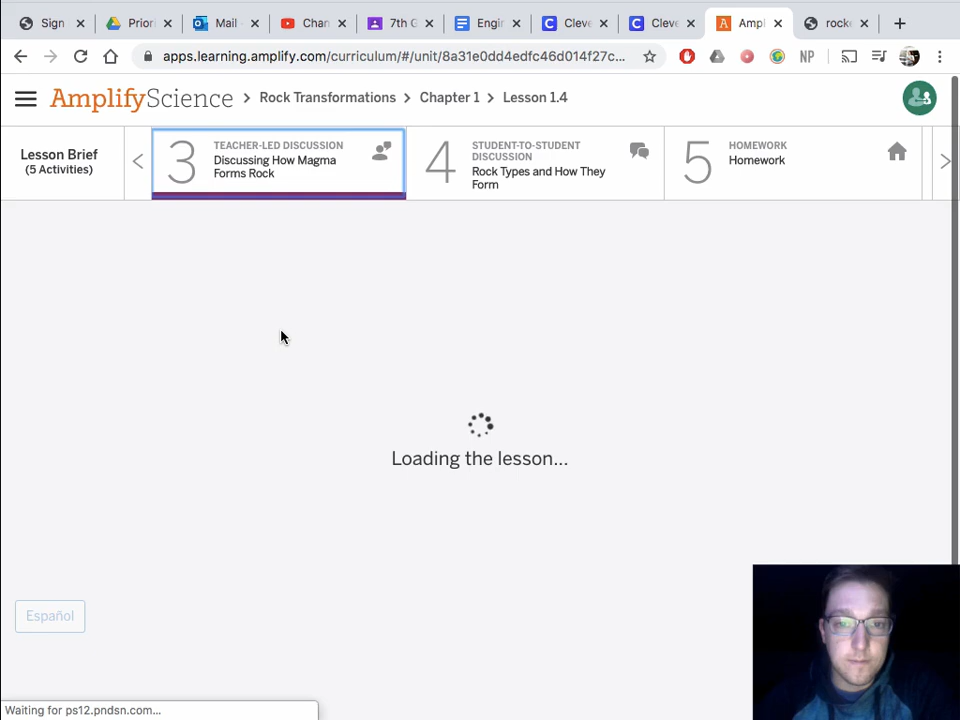 Sign
Prior
Mail -
Chan
7th G
Engin
Cleve
Cleve
Ampl
rocke
apps.learning.amplify.com/curriculum/#/unit/8a31e0dd4edfc46d014f27c...
NP
AmplifyScience > Rock Transformations > Chapter 1 > Lesson 1.4
Lesson Brief
(5 Activities)
3
TEACHER-LED DISCUSSION
Discussing How Magma
Forms Rock
4
STUDENT-TO-STUDENT
DISCUSSION
Rock Types and How They
Form
5
HOMEWORK
Homework
Loading the lesson...
Español
Waiting for ps12.pndsn.com...